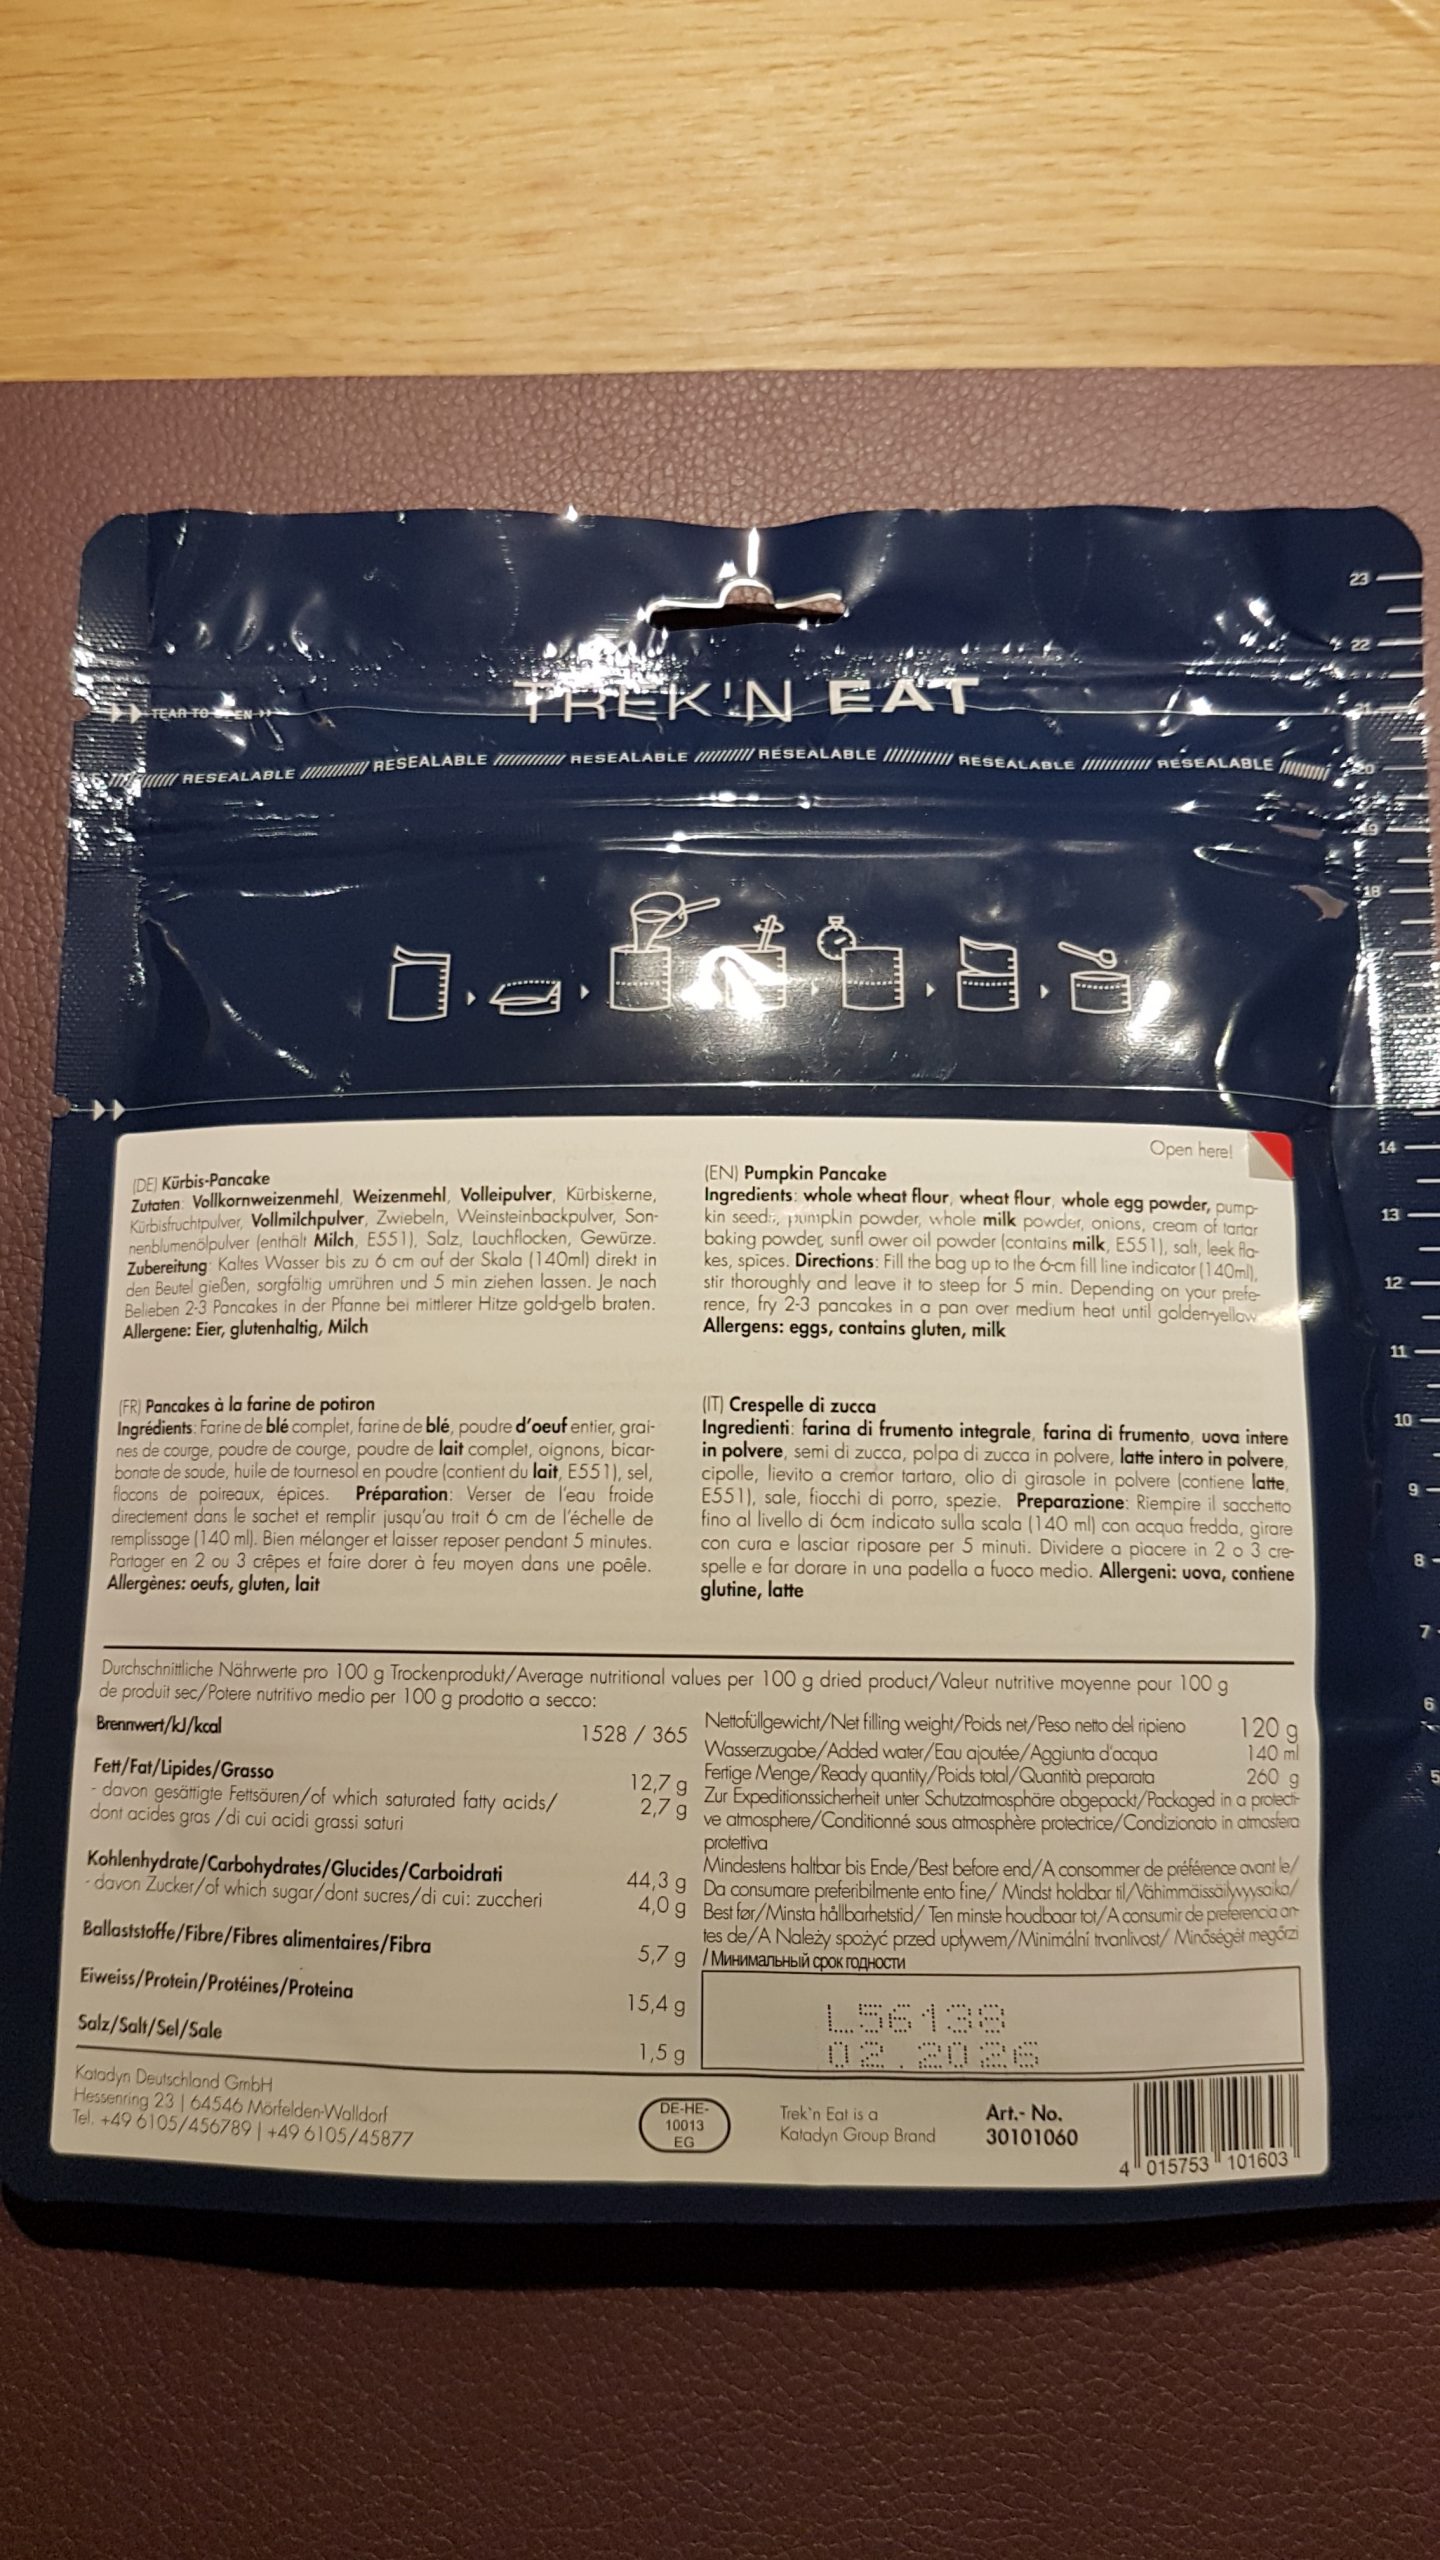 TREK'N EAT
TEAR TO
RESEALABLE RESEALABLE RESEALABLE RESEALABLE RESEALABLE RESEALABLE
23
22
21
20
19
18
14
13
12
11
10
9
8
7
6
5
Open here!
(DE) Kürbis-Pancake
Zutaten: Vollkornweizenmehl, Weizenmehl, Volleipulver, Kürbiskerne,
Kürbisfruchtpulver, Vollmilchpulver, Zwiebeln, Weinsteinbackpulver, Son-
nenblumenölpulver (enthält Milch, E551), Salz, Lauchflocken, Gewürze.
Zubereitung: Kaltes Wasser bis zu 6 cm auf der Skala (140ml) direkt in
den Beutel gießen, sorgfältig umrühren und 5 min ziehen lassen. Je nach
Belieben 2-3 Pancakes in der Pfanne bei mittlerer Hitze gold-gelb braten.
Allergene: Eier, glutenhaltig, Milch
(EN) Pumpkin Pancake
Ingredients: whole wheat flour, wheat flour, whole egg powder, pump-
kin seeds, pumpkin powder, whole milk powder, onions, cream of tartar
baking powder, sunfl ower oil powder (contains milk, E551), salt, leek fla-
kes, spices. Directions: Fill the bag up to the 6-cm fill line indicator (140ml),
stir thoroughly and leave it to steep for 5 min. Depending on your prefe-
rence, fry 2-3 pancakes in a pan over medium heat until golden-yellow
Allergens: eggs, contains gluten, milk
(FR) Pancakes à la farine de potiron
Ingrédients: Farine de blé complet, farine de blé, poudre d'oeuf entier, grai-
nes de courge, poudre de courge, poudre de lait complet, oignons, bicar-
bonate de soude, huile de tournesol en poudre (contient du lait, E551), sel,
flocons de poireaux, épices. Préparation: Verser de l'eau froide
directement dans le sachet et remplir jusqu'au trait 6 cm de l'échelle de
remplissage (140 ml). Bien mélanger et laisser reposer pendant 5 minutes.
Partager en 2 ou 3 crêpes et faire dorer à feu moyen dans une poêle.
Allergènes: oeufs, gluten, lait
(IT) Crespelle di zucca
Ingredienti: farina di frumento integrale, farina di frumento, uova intere
in polvere, semi di zucca, polpa di zucca in polvere, latte intero in polvere,
cipolle, lievito a cremor tartaro, olio di girasole in polvere (contiene latte,
E551), sale, fiocchi di porro, spezie. Preparazione: Riempire il sacchetto
fino al livello di 6cm indicato sulla scala (140 ml) con acqua fredda, girare
con cura e lasciar riposare per 5 minuti. Dividere a piacere in 2 o 3 cre-
spelle e far dorare in una padella a fuoco medio. Allergeni: uova, contiene
glutine, latte
Durchschnittliche Nährwerte pro 100 g Trockenprodukt/Average nutritional values per 100 g dried product/Valeur nutritive moyenne pour 100 g
de produit sec/Potere nutritivo medio per 100 g prodotto a secco:
Brennwert/kJ/kcal 1528 / 365
Fett/Fat/Lipides/Grasso 12,7 g
- davon gesättigte Fettsäuren/of which saturated fatty acids/ 2,7 g
dont acides gras /di cui acidi grassi saturi
Kohlenhydrate/Carbohydrates/Glucides/Carboidrati 44,3 g
- davon Zucker/of which sugar/dont sucres/di cui: zuccheri 4,0 g
Ballaststoffe/Fibre/Fibres alimentaires/Fibra 5,7 g
Eiweiss/Protein/Protéines/Proteina 15,4 g
Salz/Salt/Sel/Sale 1,5 g
Nettofüllgewicht/Net filling weight/Poids net/Peso netto del ripieno 120 g
Wasserzugabe/Added water/Eau ajoutée/Aggiunta d'acqua 140 ml
Fertige Menge/Ready quantity/Poids total/Quantità preparata 260 g
Zur Expeditionssicherheit unter Schutzatmosphäre abgepackt/Packaged in a protecti-
ve atmosphere/Conditionné sous atmosphère protectrice/Condizionato in atmosfera
protettiva
Mindestens haltbar bis Ende/Best before end/A consommer de préférence avant le/
Da consumare preferibilmente ento fine/ Mindst holdbar til/Vähimmäissäilyvyysaika/
Best før/Minsta hållbarhetstid/ Ten minste houdbaar tot/A consumir de preferencia an-
tes de/A Należy spożyć przed upływem/Minimální trvanlivost/ Minőségét megőrzi
/ Минимальный срок годности
L56138
02.2026
Katadyn Deutschland GmbH
Hessenring 23 | 64546 Mörfelden-Walldorf
Tel. +49 6105/456789 | +49 6105/45877
DE-HE-
10013
EG
Trek`n Eat is a
Katadyn Group Brand
Art.- No.
30101060
4 015753 101603